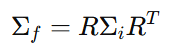 Σ_f = RΣ_iR^T